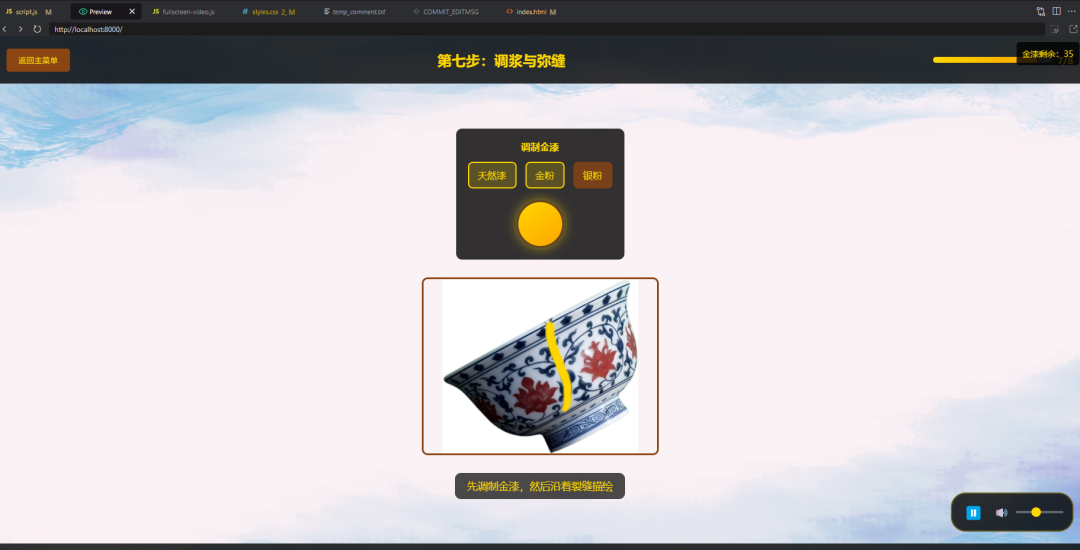 script.js M
Preview
fullscreen-video.js
styles.css 2, M
temp_comment.txt
COMMIT_EDITMSG
index.html M
http://localhost:8000/
返回主菜单
第七步：调浆与弥缝
金漆剩余：35
调制金漆
天然漆
金粉
银粉
先调制金漆，然后沿着裂缝描绘